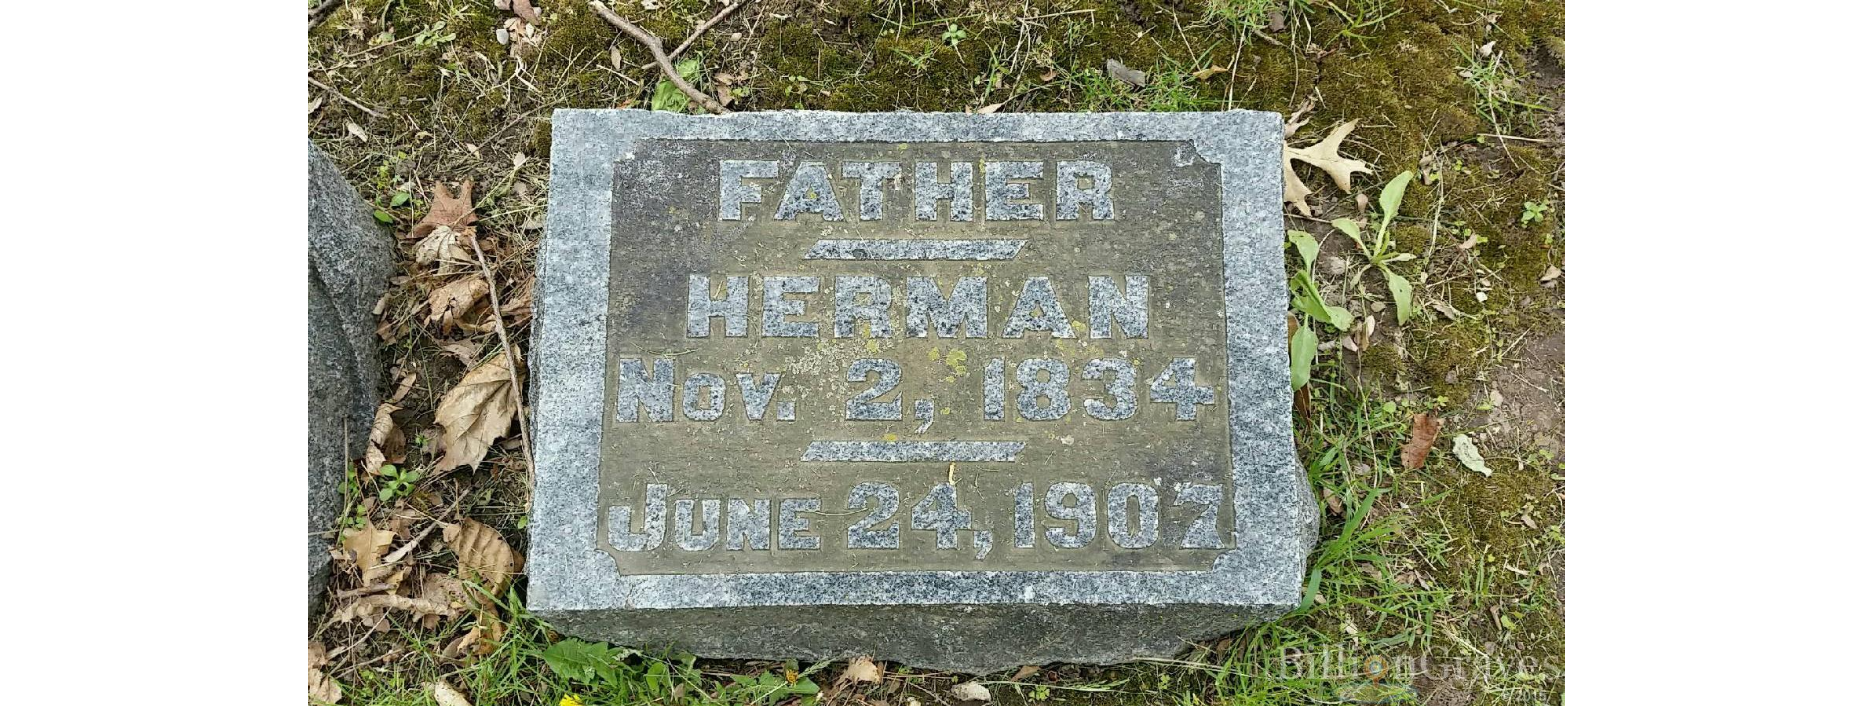 FATHER
HERMAN
NOV. 2, 1834
JUNE 24, 1907
BillionGraves